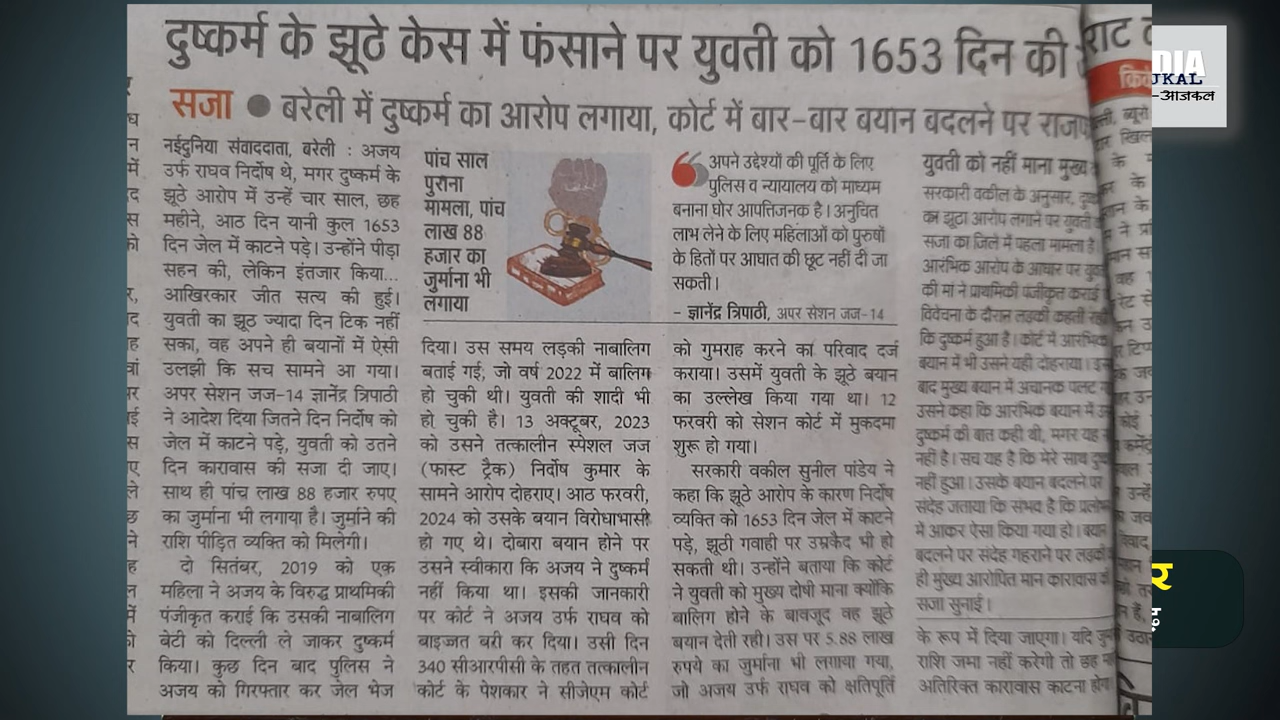 दुष्कर्म के झूठे केस में फंसाने पर युवती को 1653 दिन की
सजा ● बरेली में दुष्कर्म का आरोप लगाया, कोर्ट में बार-बार बयान बदलने पर
नईदुनिया संवाददाता, बरेली : अजय
उर्फ राघव निर्दोष थे, मगर दुष्कर्म के
झूठे आरोप में उन्हें चार साल, छह
महीने, आठ दिन यानी कुल 1653
दिन जेल में काटने पड़े। उन्होंने पीड़ा
सहन की, लेकिन इंतजार किया...
आखिरकार जीत सत्य की हुई।
युवती का झूठ ज्यादा दिन टिक नहीं
सका, वह अपने ही बयानों में ऐसी
उलझी कि सच सामने आ गया।
अपर सेशन जज-14 ज्ञानेंद्र त्रिपाठी
ने आदेश दिया जितने दिन निर्दोष को
जेल में काटने पड़े, युवती को उतने
दिन कारावास की सजा दी जाए।
साथ ही पांच लाख 88 हजार रुपए
का जुर्माना भी लगाया है। जुर्माने की
राशि पीड़ित व्यक्ति को मिलेगी।
दो सितंबर, 2019 को एक
महिला ने अजय के विरुद्ध प्राथमिकी
पंजीकृत कराई कि उसकी नाबालिग
बेटी को दिल्ली ले जाकर दुष्कर्म
किया। कुछ दिन बाद पुलिस ने
अजय को गिरफ्तार कर जेल भेज
पांच साल
पुराना
मामला, पांच
लाख 88
हजार का
जुर्माना भी
लगाया
दिया। उस समय लड़की नाबालिग
बताई गई, जो वर्ष 2022 में बालिग
हो चुकी थी। युवती की शादी भी
हो चुकी है। 13 अक्टूबर, 2023
को उसने तत्कालीन स्पेशल जज
(फास्ट ट्रैक) निर्दोष कुमार के
सामने आरोप दोहराए। आठ फरवरी,
2024 को उसके बयान विरोधाभासी
हो गए थे। दोबारा बयान होने पर
उसने स्वीकारा कि अजय ने दुष्कर्म
नहीं किया था। इसकी जानकारी
पर कोर्ट ने अजय उर्फ राघव को
बाइज्जत बरी कर दिया। उसी दिन
340 सीआरपीसी के तहत तत्कालीन
कोर्ट के पेशकार ने सीजेएम कोर्ट
अपने उद्देश्यों की पूर्ति के लिए
पुलिस व न्यायालय को माध्यम
बनाना घोर आपत्तिजनक है। अनुचित
लाभ लेने के लिए महिलाओं को पुरुषों
के हितों पर आघात की छूट नहीं दी जा
सकती।
- ज्ञानेंद्र त्रिपाठी, अपर सेशन जज-14
को गुमराह करने का परिवाद दर्ज
कराया। उसमें युवती के झूठे बयान
का उल्लेख किया गया था। 12
फरवरी को सेशन कोर्ट में मुकदमा
शुरू हो गया।
सरकारी वकील सुनील पांडेय ने
कहा कि झूठे आरोप के कारण निर्दोष
व्यक्ति को 1653 दिन जेल में काटने
पड़े, झूठी गवाही पर उम्रकैद भी हो
सकती थी। उन्होंने बताया कि कोर्ट
ने युवती को मुख्य दोषी माना क्योंकि
बालिग होने के बावजूद वह झूठे
बयान देती रही। उस पर 5.88 लाख
रुपये का जुर्माना भी लगाया गया,
जो अजय उर्फ राघव को क्षतिपूर्ति
युवती को नहीं माना मुख्य
सरकारी वकील के अनुसार,
का झूठा आरोप लगाने पर युवती
सजा का जिले में पहला मामला है।
आरंभिक आरोप के आधार पर
की मां ने प्राथमिकी पंजीकृत कराई
विवेचना के दौरान लड़की कहती रही
कि दुष्कर्म हुआ है। कोर्ट में आरंभिक
बयान में भी उसने यही दोहराया।
बाद मुख्य बयान में अचानक पलट
उसने कहा कि आरंभिक बयान में
दुष्कर्म की बात कही थी, मगर यह
नहीं है। सच यह है कि मेरे साथ
नहीं हुआ। उसके बयान बदलने पर
संदेह जताया कि संभव है कि
में आकर ऐसा किया गया हो। बयान
बदलने पर संदेह गहराने पर लड़की
ही मुख्य आरोपित मान कारावास
सजा सुनाई।
के रूप में दिया जाएगा। यदि
राशि जमा नहीं करेगी तो छह
अतिरिक्त कारावास काटना होगा
DIA
JKAL
-आजकल